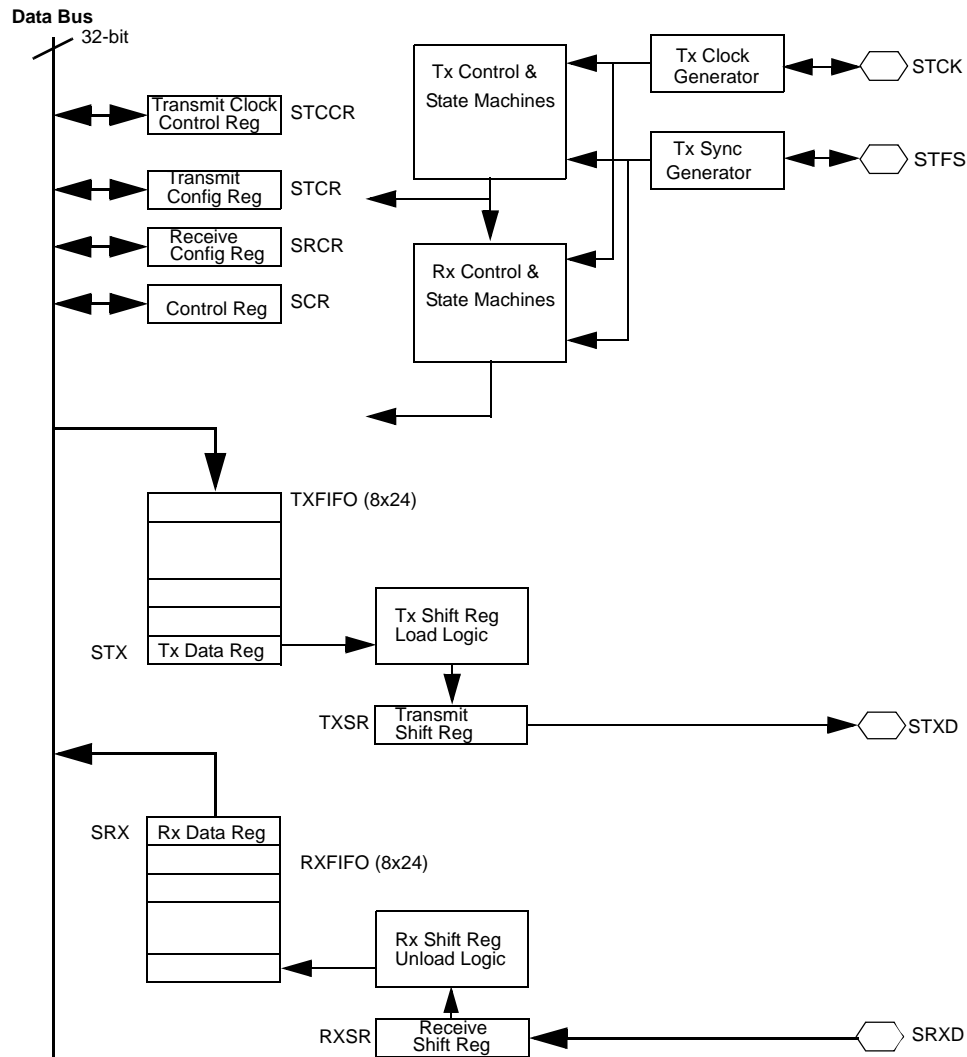 Data Bus
32-bit
Tx Control &
State Machines
Tx Clock
Generator
STCK
Transmit Clock
Control Reg
STCCR
Tx Sync
Generator
STFS
Transmit
Config Reg
STCR
Receive
Config Reg
SRCR
Rx Control &
State Machines
Control Reg
SCR
TXFIFO (8x24)
Tx Shift Reg
Load Logic
STX
Tx Data Reg
TXSR
Transmit
Shift Reg
STXD
SRX
Rx Data Reg
RXFIFO (8x24)
Rx Shift Reg
Unload Logic
RXSR
Receive
Shift Reg
SRXD